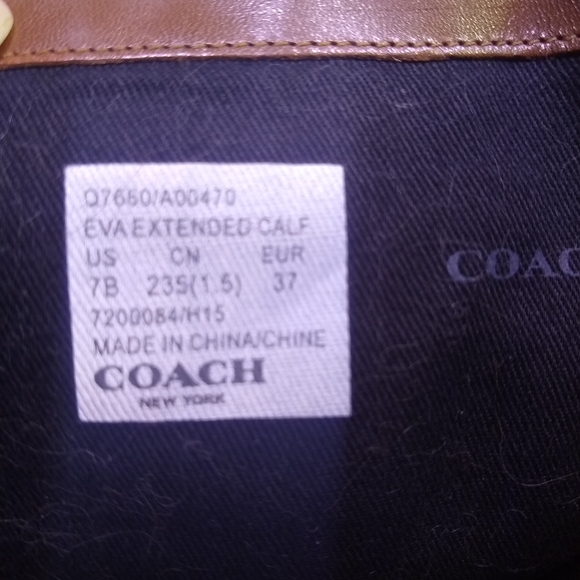 Q7660/A00470
EVA EXTENDED CALF
US CN EUR
7B 235(1.5) 37
7200084/H15
MADE IN CHINA/CHINE
COACH
NEW YORK
COAC